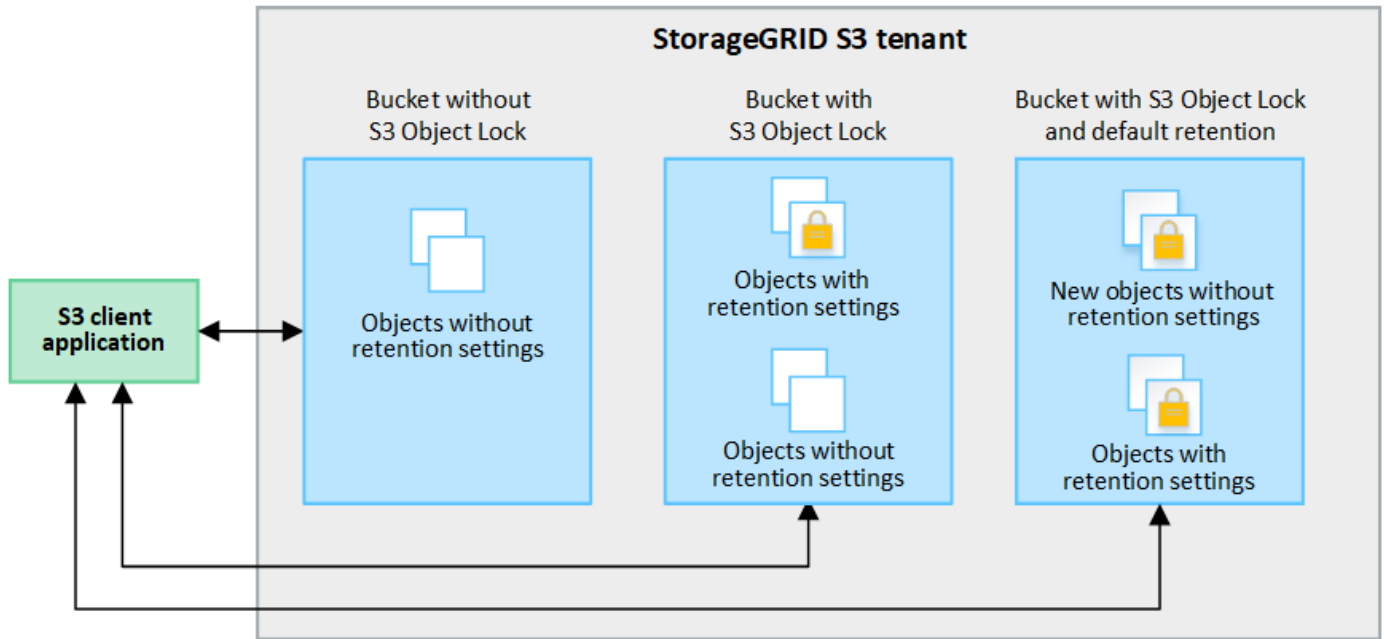 StorageGRID S3 tenant
Bucket without
S3 Object Lock
Objects without
retention settings
Bucket with
S3 Object Lock
Objects with
retention settings
Objects without
retention settings
Bucket with S3 Object Lock
and default retention
New objects without
retention settings
Objects with
retention settings
S3 client
application